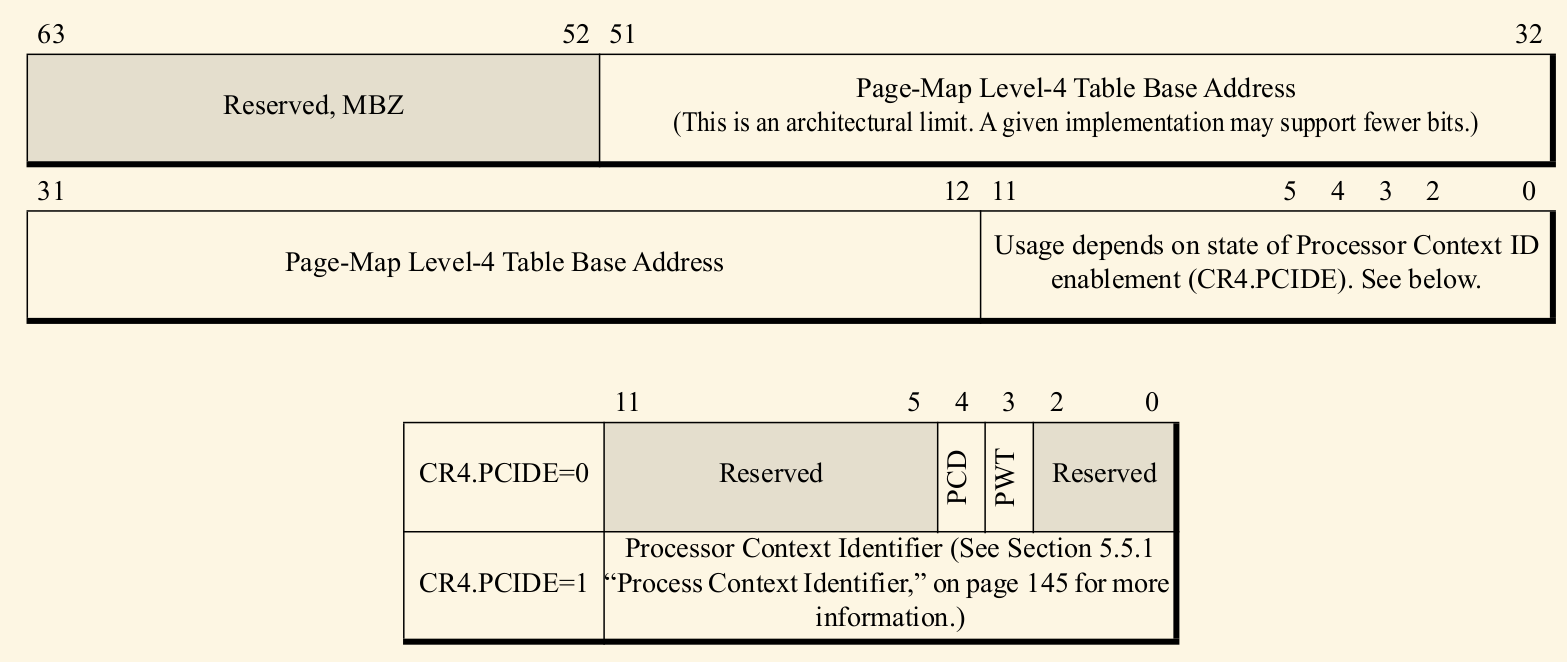 63 52 51 32
Reserved, MBZ
Page-Map Level-4 Table Base Address
(This is an architectural limit. A given implementation may support fewer bits.)
31 12 11 5 4 3 2 0
Page-Map Level-4 Table Base Address
Usage depends on state of Processor Context ID
enablement (CR4.PCIDE). See below.
11 5 4 3 2 0
CR4.PCIDE=0 Reserved PCD PWT Reserved
CR4.PCIDE=1
Processor Context Identifier (See Section 5.5.1
“Process Context Identifier,” on page 145 for more
information.)